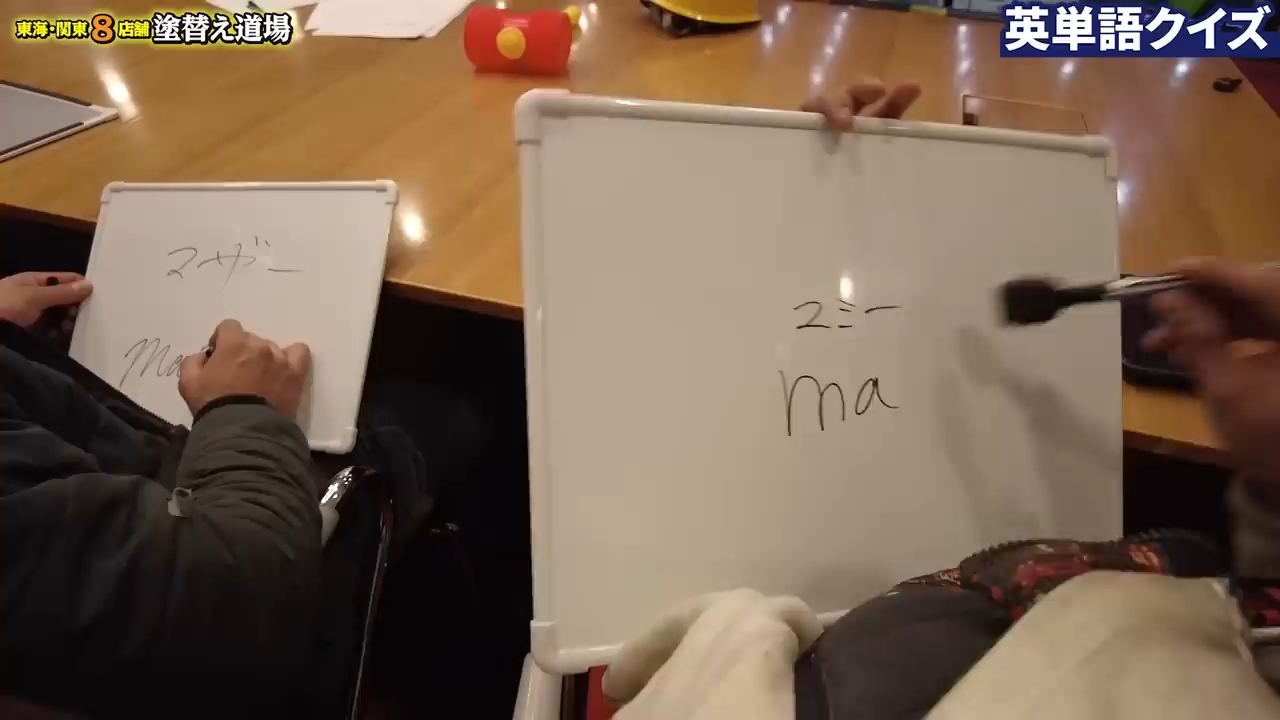 東海・関東8店舗塗替え道場
英単語クイズ
マザー
Ma
マミー
ma